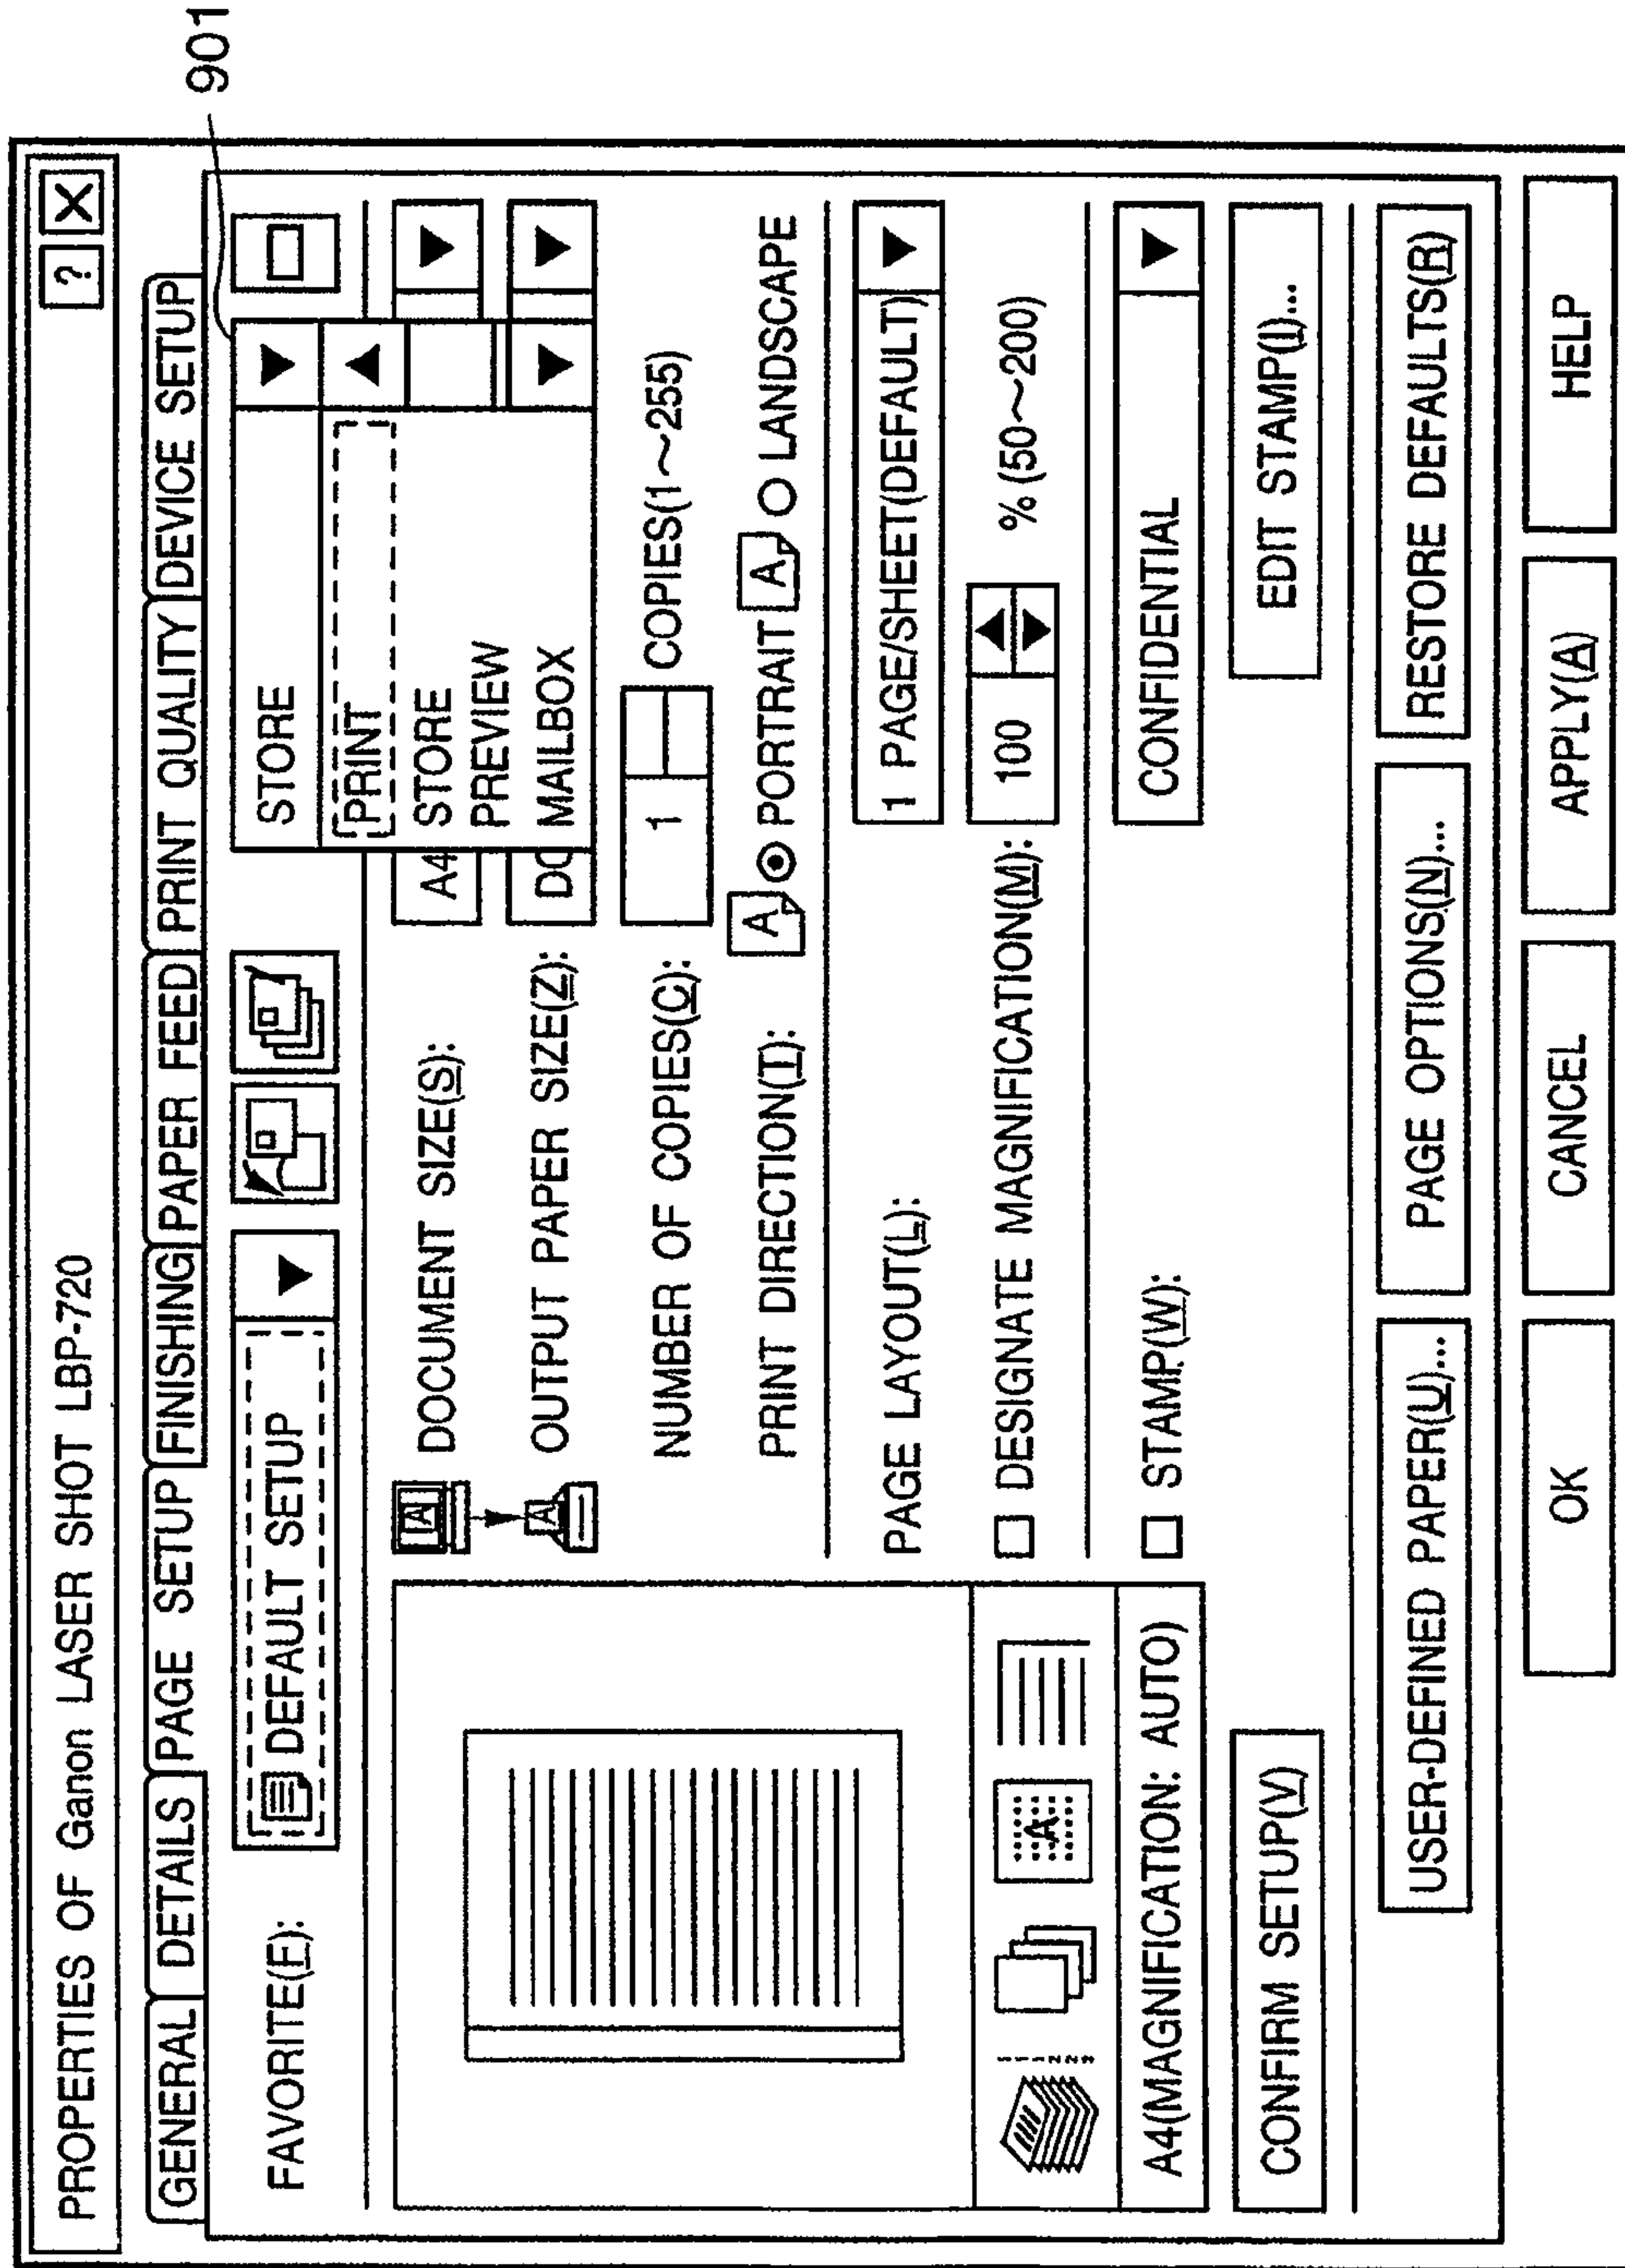 901
PROPERTIES OF Ganon LASER SHOT LBP-720 ? X
GENERAL DETAILS PAGE SETUP FINISHING PAPER FEED PRINT QUALITY DEVICE SETUP
FAVORITE(F): DEFAULT SETUP STORE
PRINT
STORE
PREVIEW
MAILBOX
DOCUMENT SIZE(S): A4
OUTPUT PAPER SIZE(Z): DO
NUMBER OF COPIES(C): 1 COPIES(1~255)
PRINT DIRECTION(T): A PORTRAIT A LANDSCAPE
PAGE LAYOUT(L): 1 PAGE/SHEET(DEFAULT)
DESIGNATE MAGNIFICATION(M): 100 % (50~200)
A4(MAGNIFICATION: AUTO) STAMP(W): CONFIDENTIAL
CONFIRM SETUP(V) EDIT STAMP(I)...
USER-DEFINED PAPER(U)... PAGE OPTIONS(N)... RESTORE DEFAULTS(R)
OK CANCEL APPLY(A) HELP